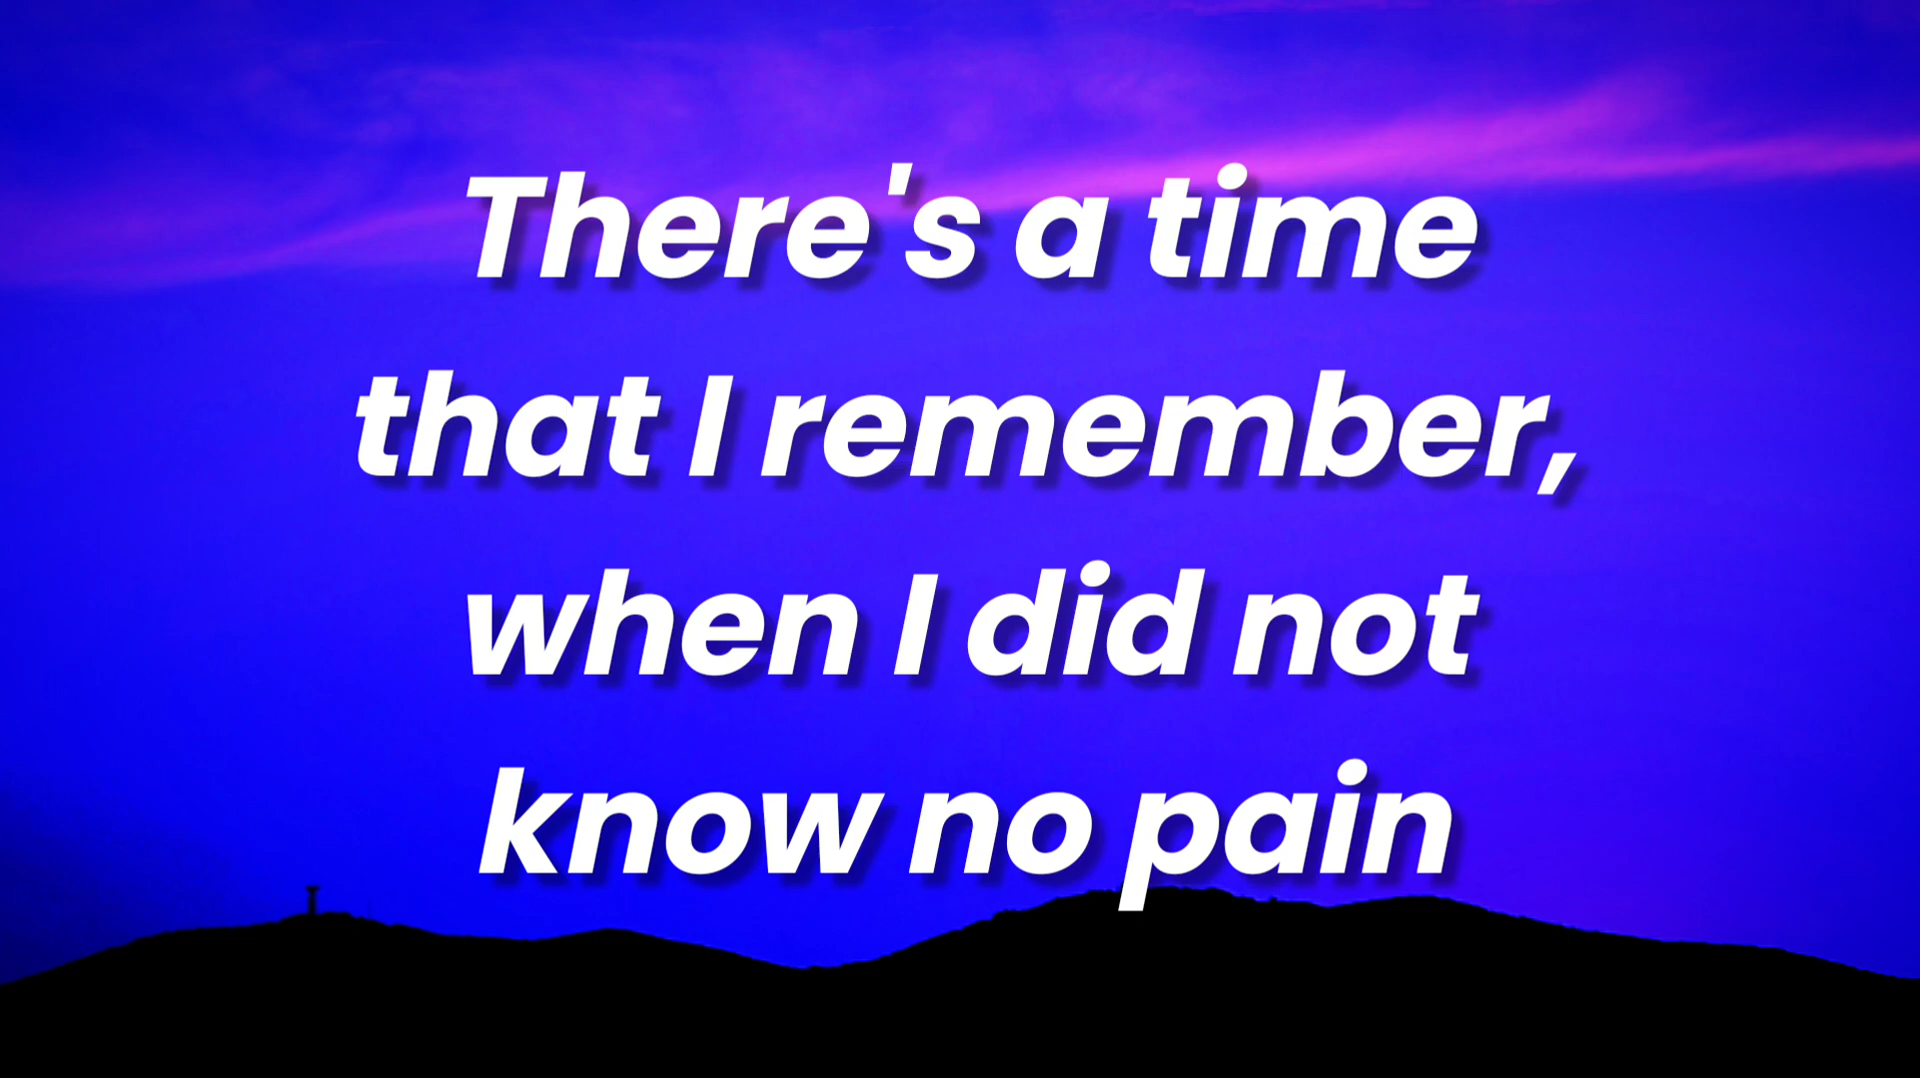 There's a time
that I remember,
when I did not
know no pain